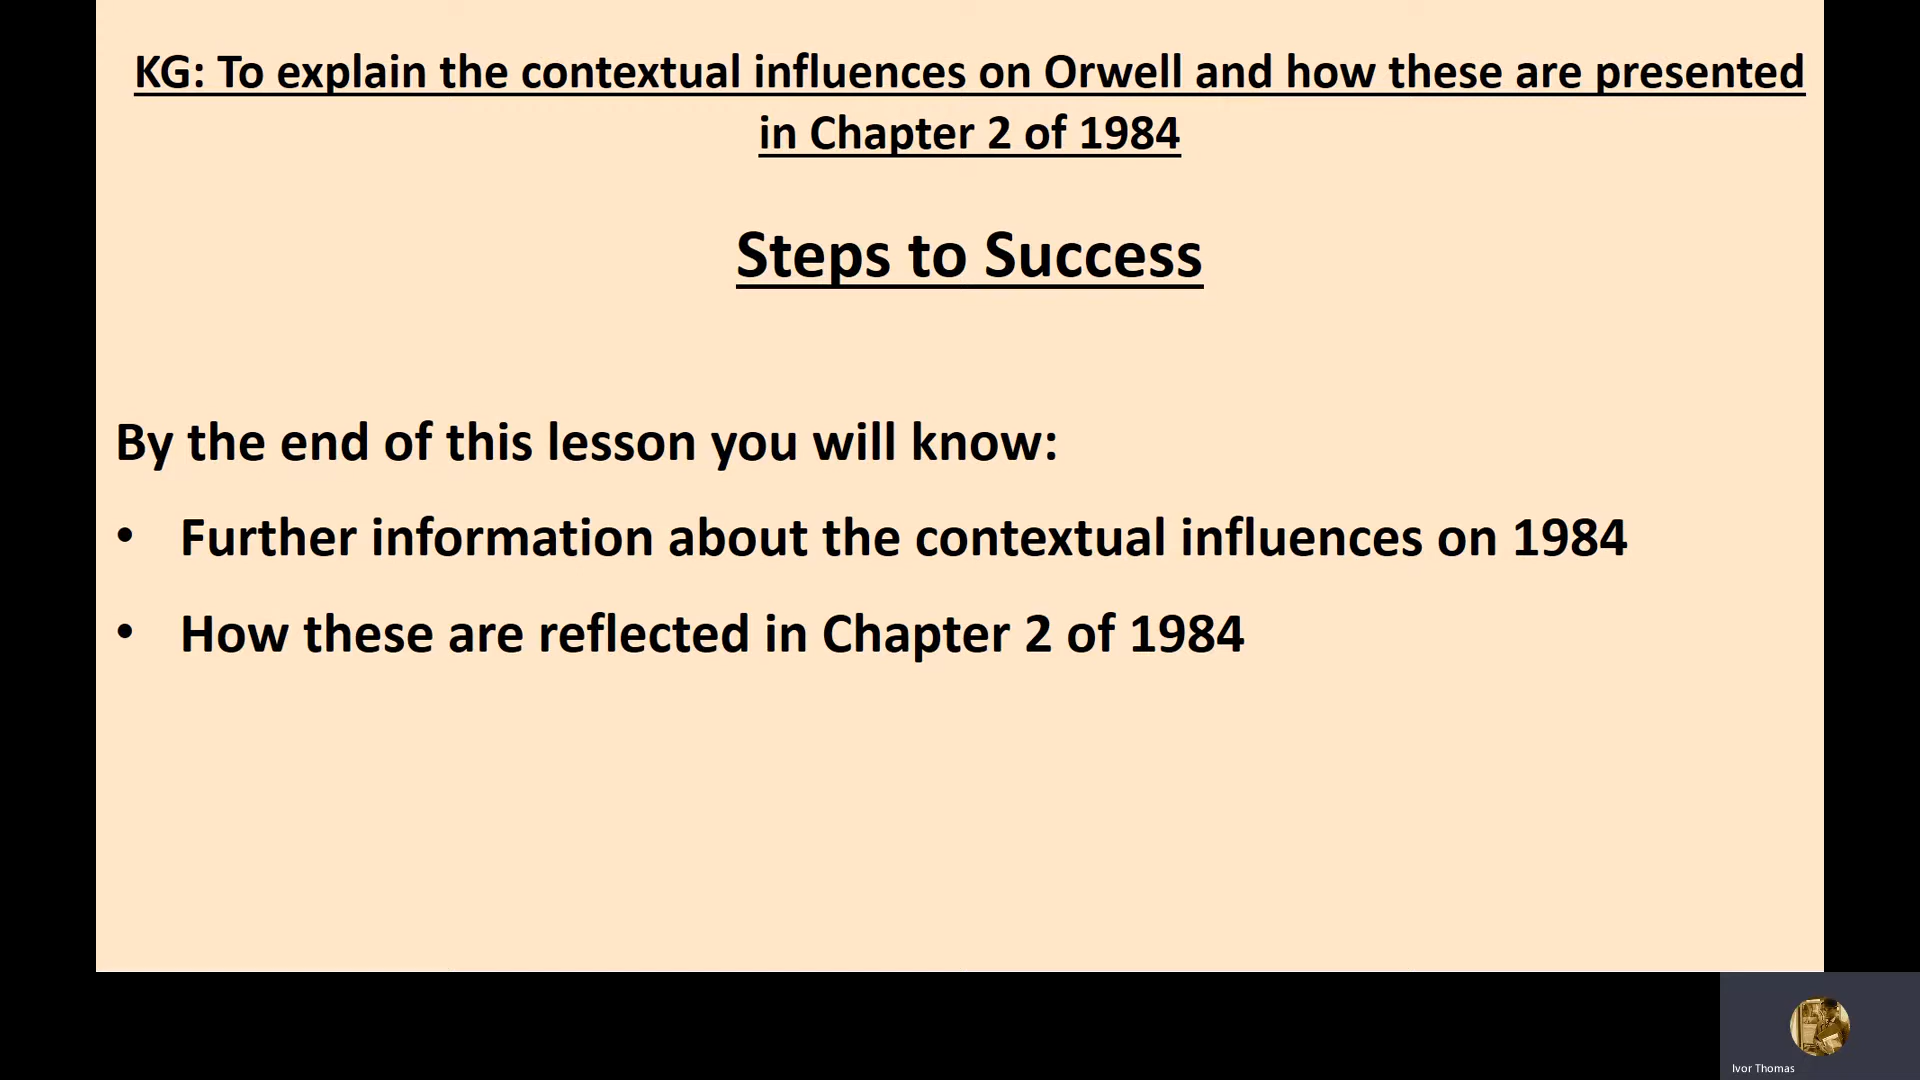 KG: To explain the contextual influences on Orwell and how these are presented
in Chapter 2 of 1984
Steps to Success
By the end of this lesson you will know:
• Further information about the contextual influences on 1984
• How these are reflected in Chapter 2 of 1984
Ivor Thomas